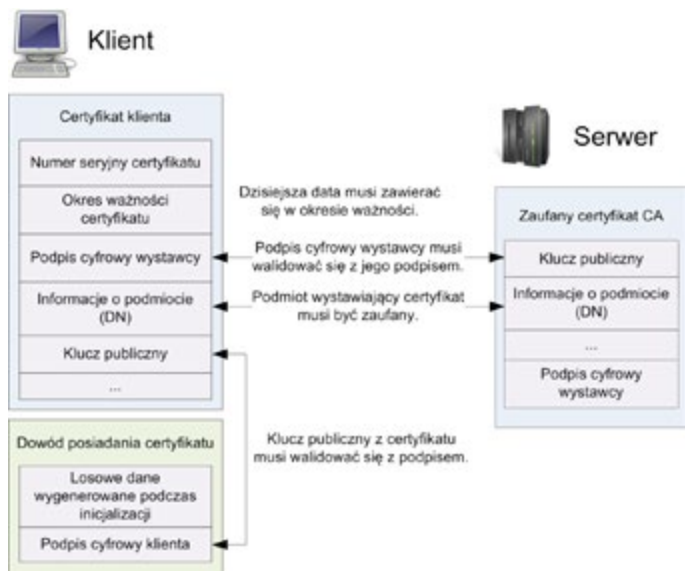 Klient
Certyfikat klienta
Numer seryjny certyfikatu
Okres ważności
certyfikatu
Podpis cyfrowy wystawcy
Informacje o podmiocie
(DN)
Klucz publiczny
...
Dowód posiadania certyfikatu
Losowe dane
wygenerowane podczas
inicjalizacji
Podpis cyfrowy klienta
Dzisiejsza data musi zawierać
się w okresie ważności.
Podpis cyfrowy wystawcy musi
walidować się z jego podpisem.
Podmiot wystawiający certyfikat
musi być zaufany.
Klucz publiczny z certyfikatu
musi walidować się z podpisem.
Serwer
Zaufany certyfikat CA
Klucz publiczny
Informacje o podmiocie
(DN)
...
Podpis cyfrowy
wystawcy